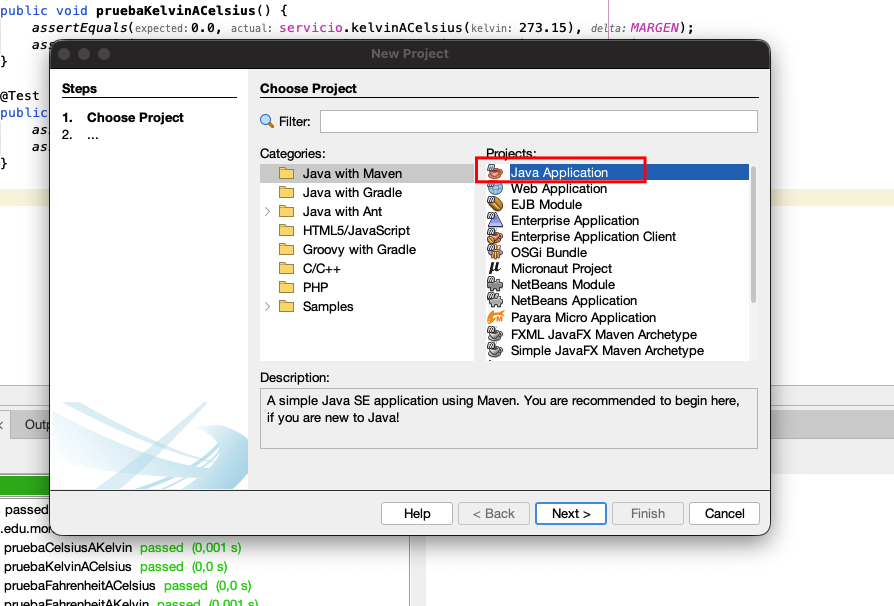 public void pruebaKelvinACelsius() {
assertEquals(expected: 0.0, actual: servicio.kelvinACelsius(kelvin: 273.15), delta: MARGEN);
as
}
@Test
public
as
as
}
New Project
Steps
1. Choose Project
2. ...
Choose Project
Filter:
Categories:
Java with Maven
Java with Gradle
Java with Ant
HTML5/JavaScript
Groovy with Gradle
C/C++
PHP
Samples
Projects:
Java Application
Web Application
EJB Module
Enterprise Application
Enterprise Application Client
OSGi Bundle
Micronaut Project
NetBeans Module
NetBeans Application
Payara Micro Application
FXML JavaFX Maven Archetype
Simple JavaFX Maven Archetype
Description:
A simple Java SE application using Maven. You are recommended to begin here,
if you are new to Java!
Help
< Back
Next >
Finish
Cancel
Outp
passed
.edu.mor
pruebaCelsiusAKelvin passed (0,001 s)
pruebaKelvinACelsius passed (0,0 s)
pruebaFahrenheitACelsius passed (0,0 s)
pruebaFahrenheitAKelvin passed (0,001 s)